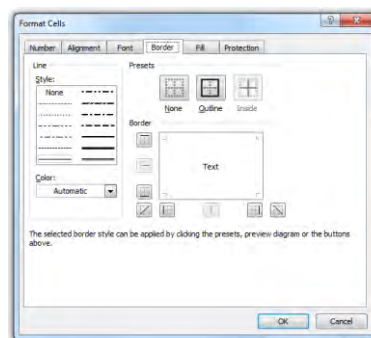 Format Cells
Number Alignment Font Border Fill Protection
Line
Style:
None
Color:
Automatic
Presets
None Outline Inside
Border
Text
The selected border style can be applied by clicking the presets, preview diagram or the buttons
above.
OK Cancel